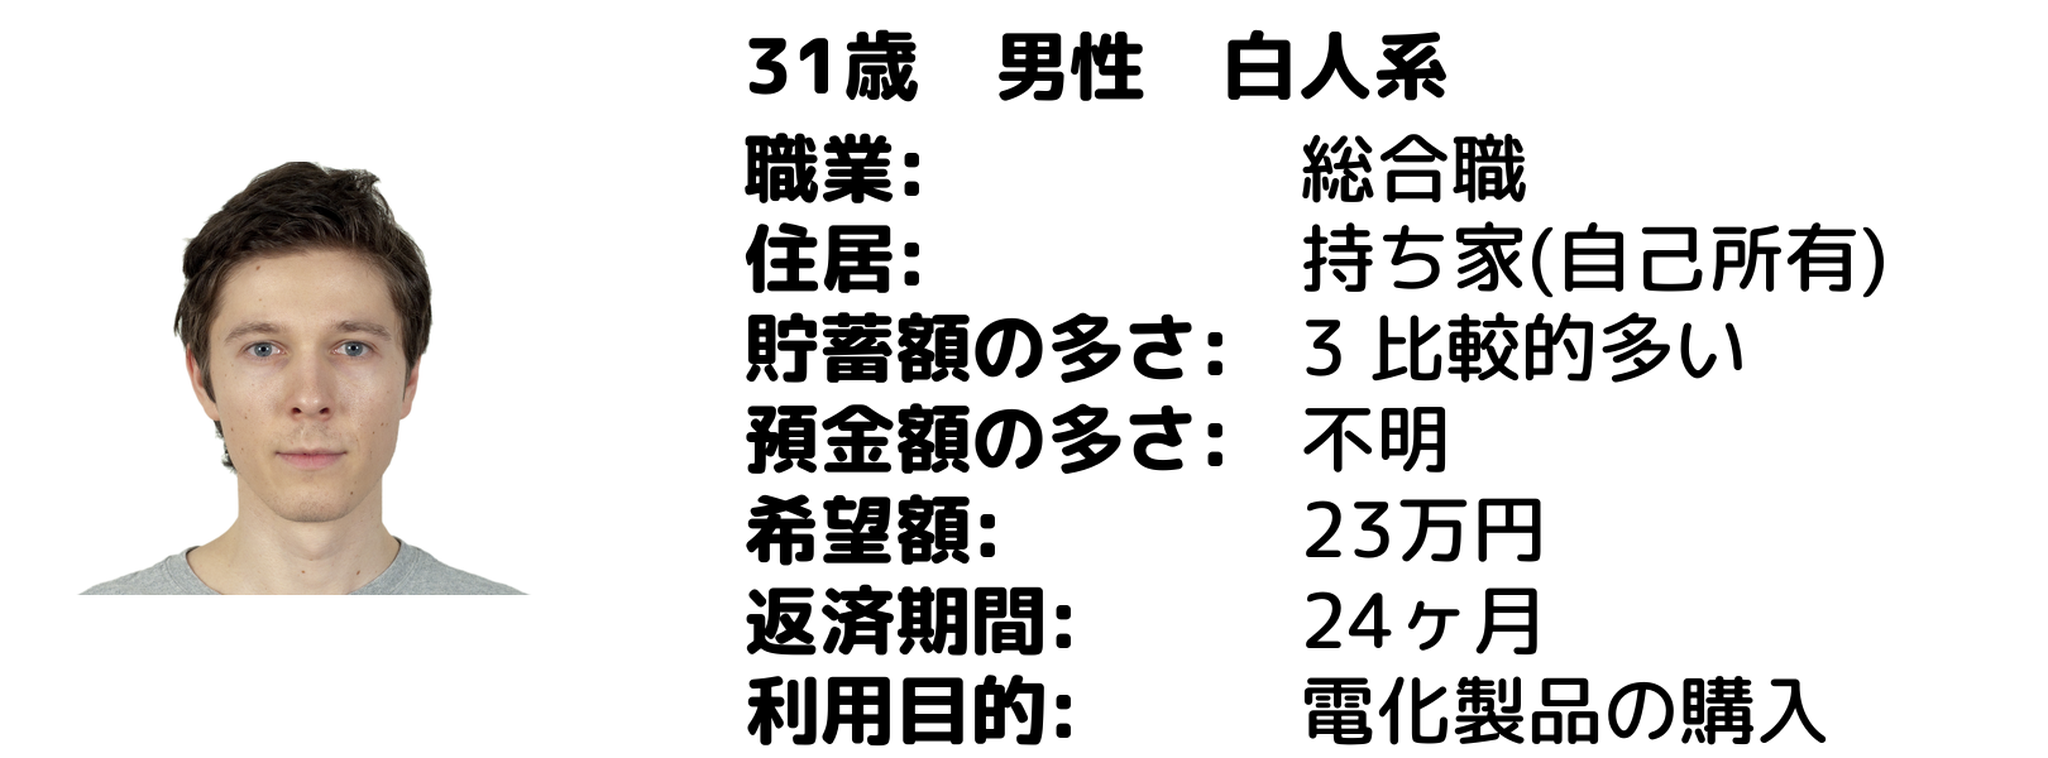 31歳　男性　白人系
職業: 総合職
住居: 持ち家(自己所有)
貯蓄額の多さ: 3 比較的多い
預金額の多さ: 不明
希望額: 23万円
返済期間: 24ヶ月
利用目的: 電化製品の購入